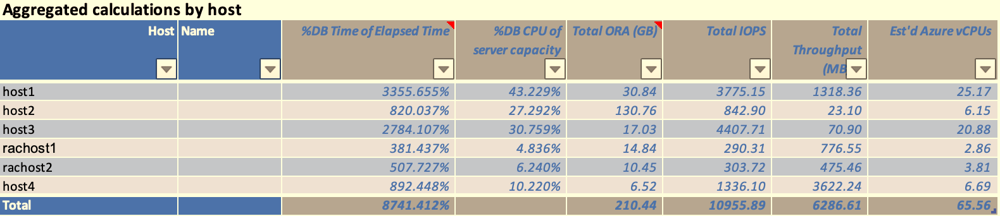 Aggregated calculations by host
Host Name %DB Time of Elapsed Time %DB CPU of Total ORA (GB) Total IOPS Total Est'd Azure vCPUs
server capacity Throughput
(MB
host1 3355.655% 43.229% 30.84 3775.15 1318.36 25.17
host2 820.037% 27.292% 130.76 842.90 23.10 6.15
host3 2784.107% 30.759% 17.03 4407.71 70.90 20.88
rachost1 381.437% 4.836% 14.84 290.31 776.55 2.86
rachost2 507.727% 6.240% 10.45 303.72 475.46 3.81
host4 892.448% 10.220% 6.52 1336.10 3622.24 6.69
Total 8741.412% 210.44 10955.89 6286.61 65.56